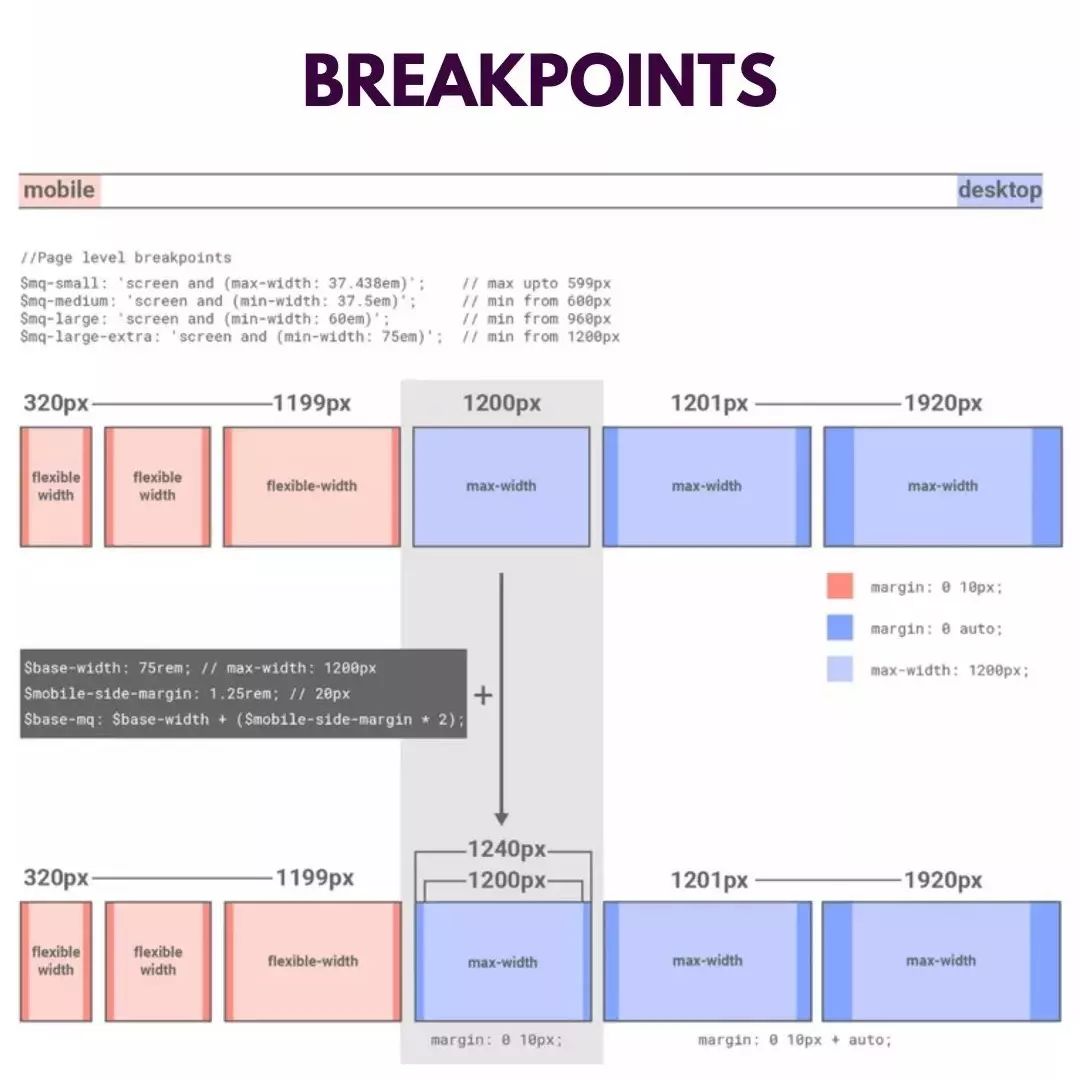 BREAKPOINTS
mobile
desktop
//Page level breakpoints
$mq-small: 'screen and (max-width: 37.438em)'; // max upto 599px
$mq-medium: 'screen and (min-width: 37.5em)'; // min from 600px
$mq-large: 'screen and (min-width: 60em)'; // min from 960px
$mq-large-extra: 'screen and (min-width: 75em)'; // min from 1200px
320px 1199px 1200px 1201px 1920px
flexible
width
flexible
width
flexible-width
max-width
max-width
max-width
margin: 0 10px;
margin: 0 auto;
max-width: 1200px;
$base-width: 75rem; // max-width: 1200px
$mobile-side-margin: 1.25rem; // 20px
$base-mq: $base-width + ($mobile-side-margin * 2);
+
1240px
320px 1199px 1200px 1201px 1920px
flexible
width
flexible
width
flexible-width
max-width
max-width
max-width
margin: 0 10px;
margin: 0 10px + auto;